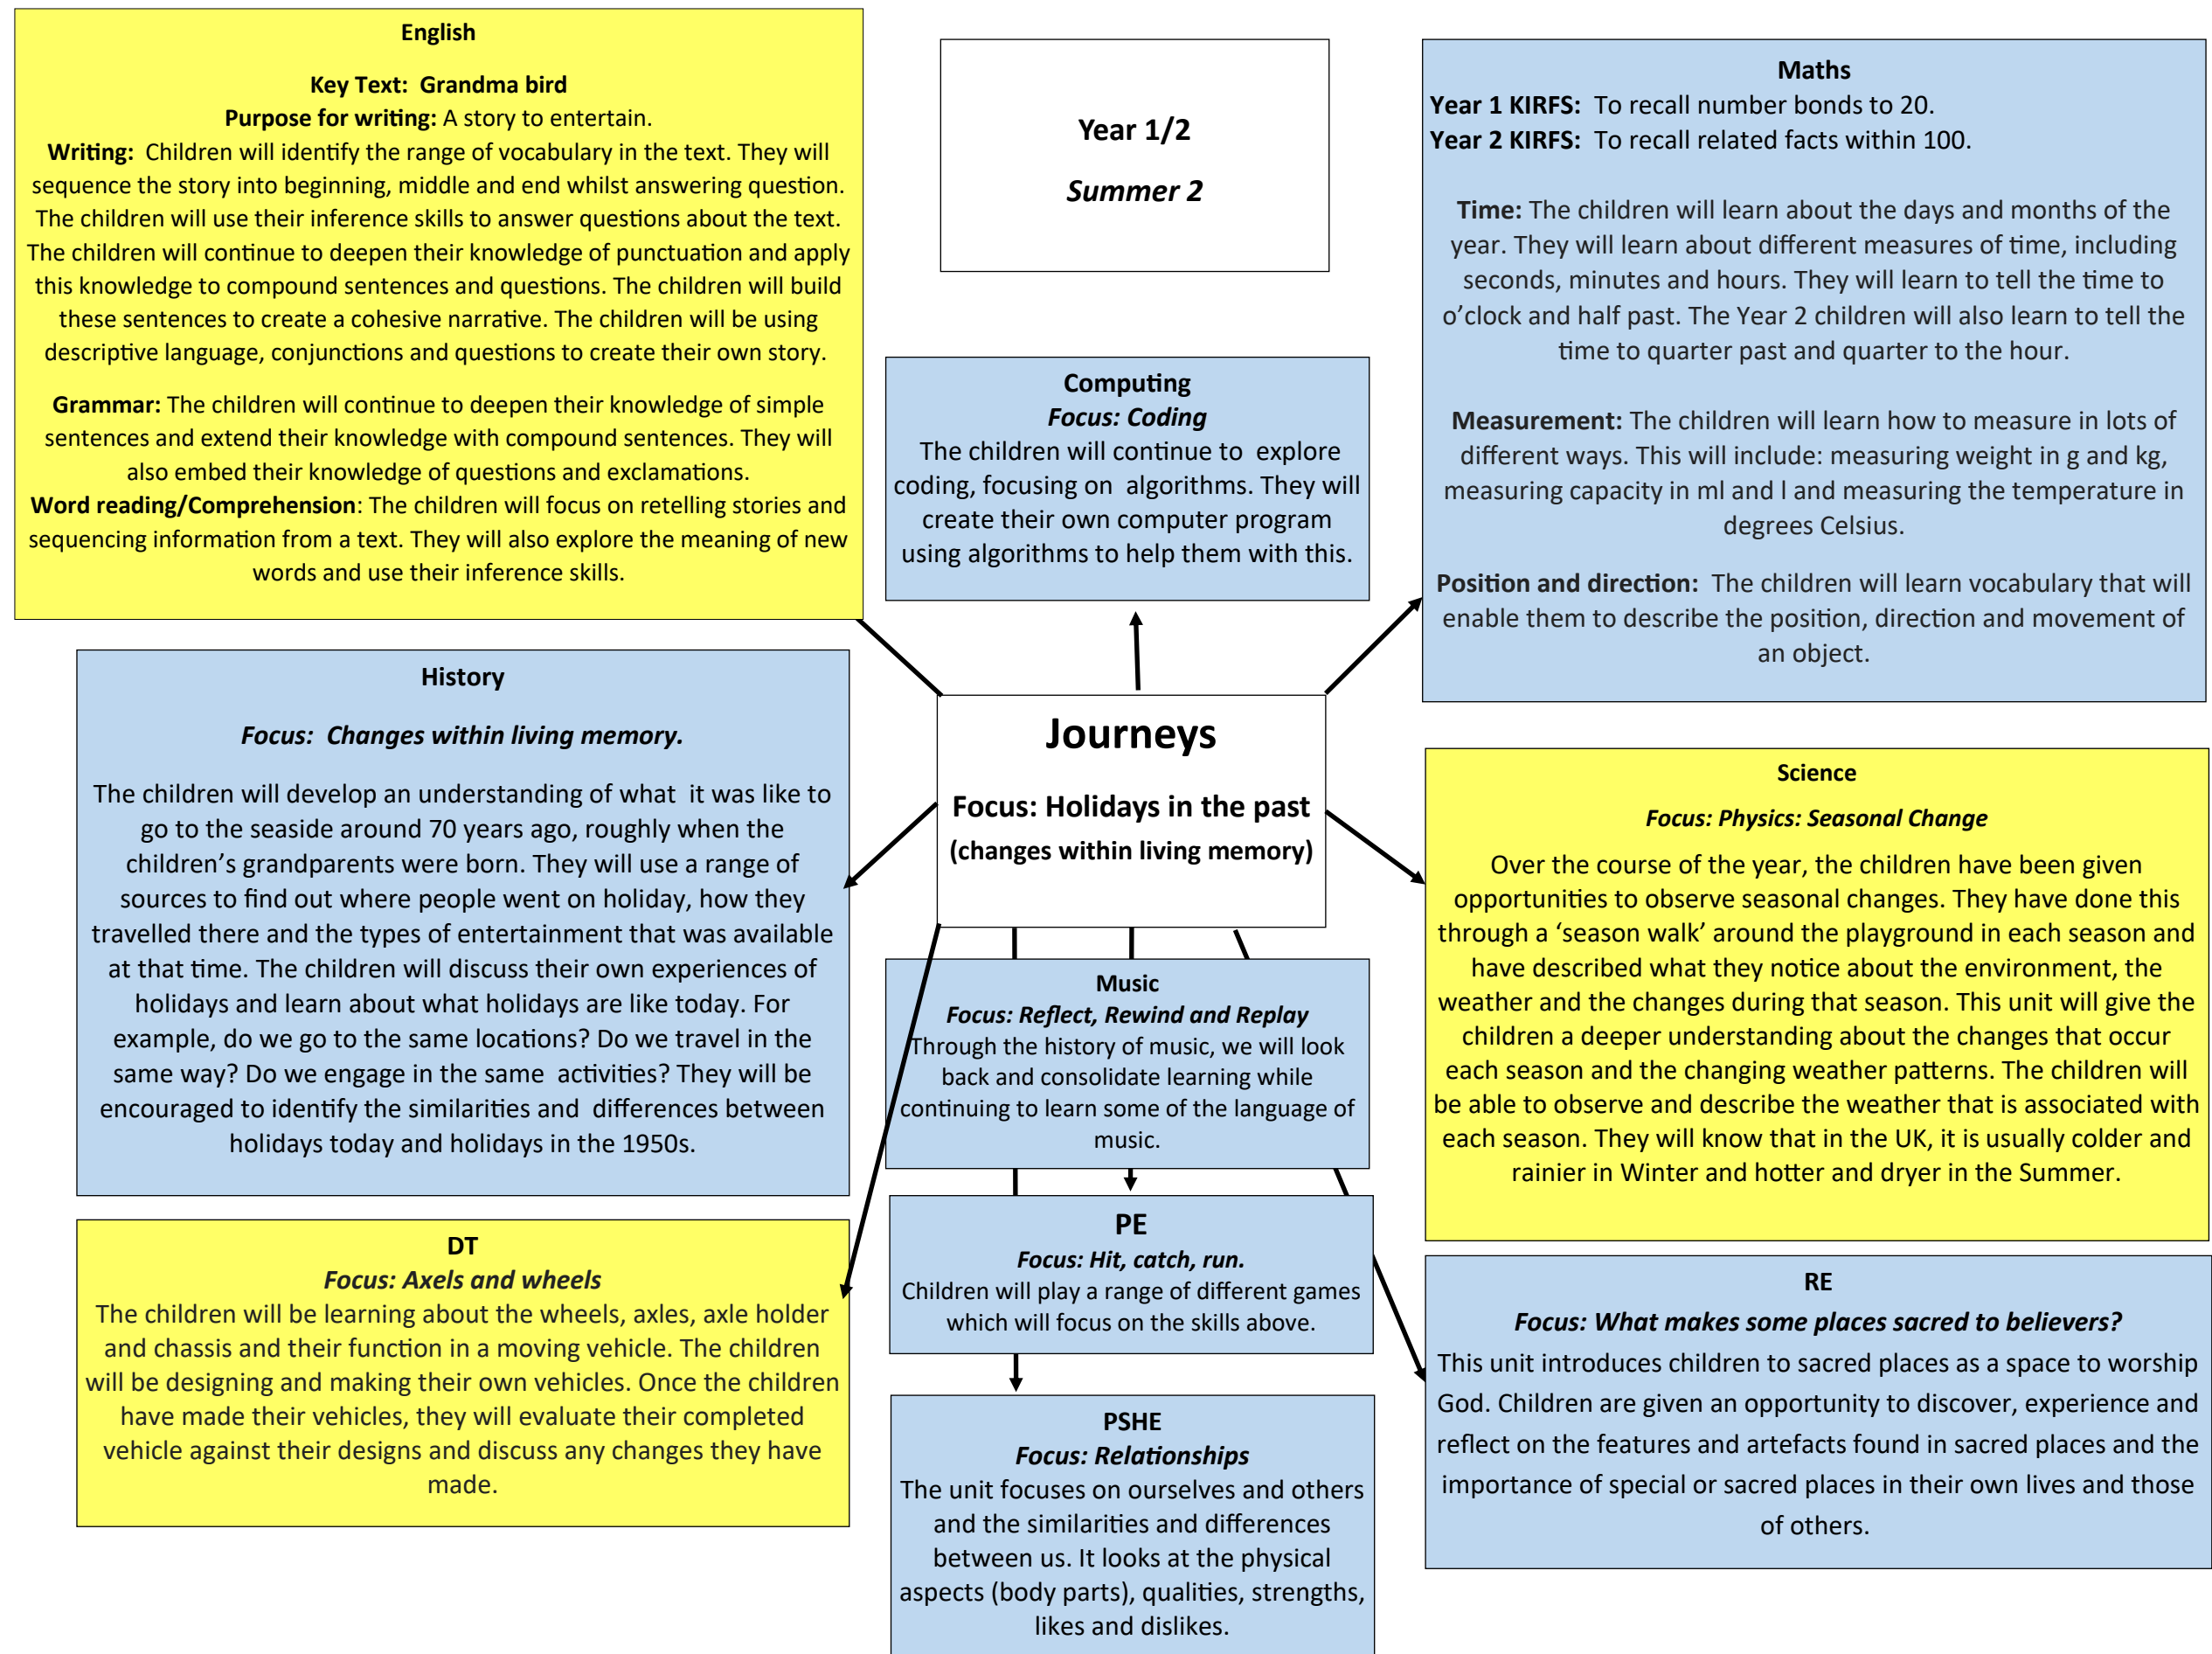 English
Key Text:  Grandma bird
Purpose for writing: A story to entertain.
Writing:  Children will identify the range of vocabulary in the text. They will
sequence the story into beginning, middle and end whilst answering question.
The children will use their inference skills to answer questions about the text.
The children will continue to deepen their knowledge of punctuation and apply
this knowledge to compound sentences and questions. The children will build
these sentences to create a cohesive narrative. The children will be using
descriptive language, conjunctions and questions to create their own story.
Grammar: The children will continue to deepen their knowledge of simple
sentences and extend their knowledge with compound sentences. They will
also embed their knowledge of questions and exclamations.
Word reading/Comprehension: The children will focus on retelling stories and
sequencing information from a text. They will also explore the meaning of new
words and use their inference skills.
Year 1/2
Summer 2
Maths
Year 1 KIRFS:  To recall number bonds to 20.
Year 2 KIRFS:  To recall related facts within 100.
Time: The children will learn about the days and months of the
year. They will learn about different measures of time, including
seconds, minutes and hours. They will learn to tell the time to
o’clock and half past. The Year 2 children will also learn to tell the
time to quarter past and quarter to the hour.
Measurement: The children will learn how to measure in lots of
different ways. This will include: measuring weight in g and kg,
measuring capacity in ml and l and measuring the temperature in
degrees Celsius.
Position and direction:  The children will learn vocabulary that will
enable them to describe the position, direction and movement of
an object.
Computing
Focus: Coding
The children will continue to  explore
coding, focusing on  algorithms. They will
create their own computer program
using algorithms to help them with this.
History
Focus:  Changes within living memory.
The children will develop an understanding of what  it was like to
go to the seaside around 70 years ago, roughly when the
children’s grandparents were born. They will use a range of
sources to find out where people went on holiday, how they
travelled there and the types of entertainment that was available
at that time. The children will discuss their own experiences of
holidays and learn about what holidays are like today. For
example, do we go to the same locations? Do we travel in the
same way? Do we engage in the same  activities? They will be
encouraged to identify the similarities and  differences between
holidays today and holidays in the 1950s.
Journeys
Focus: Holidays in the past
(changes within living memory)
Science
Focus: Physics: Seasonal Change
Over the course of the year, the children have been given
opportunities to observe seasonal changes. They have done this
through a ‘season walk’ around the playground in each season and
have described what they notice about the environment, the
weather and the changes during that season. This unit will give the
children a deeper understanding about the changes that occur
each season and the changing weather patterns. The children will
be able to observe and describe the weather that is associated with
each season. They will know that in the UK, it is usually colder and
rainier in Winter and hotter and dryer in the Summer.
Music
Focus: Reflect, Rewind and Replay
Through the history of music, we will look
back and consolidate learning while
continuing to learn some of the language of
music.
DT
Focus: Axels and wheels
The children will be learning about the wheels, axles, axle holder
and chassis and their function in a moving vehicle. The children
will be designing and making their own vehicles. Once the children
have made their vehicles, they will evaluate their completed
vehicle against their designs and discuss any changes they have
made.
PE
Focus: Hit, catch, run.
Children will play a range of different games
which will focus on the skills above.
RE
Focus: What makes some places sacred to believers?
This unit introduces children to sacred places as a space to worship
God. Children are given an opportunity to discover, experience and
reflect on the features and artefacts found in sacred places and the
importance of special or sacred places in their own lives and those
of others.
PSHE
Focus: Relationships
The unit focuses on ourselves and others
and the similarities and differences
between us. It looks at the physical
aspects (body parts), qualities, strengths,
likes and dislikes.